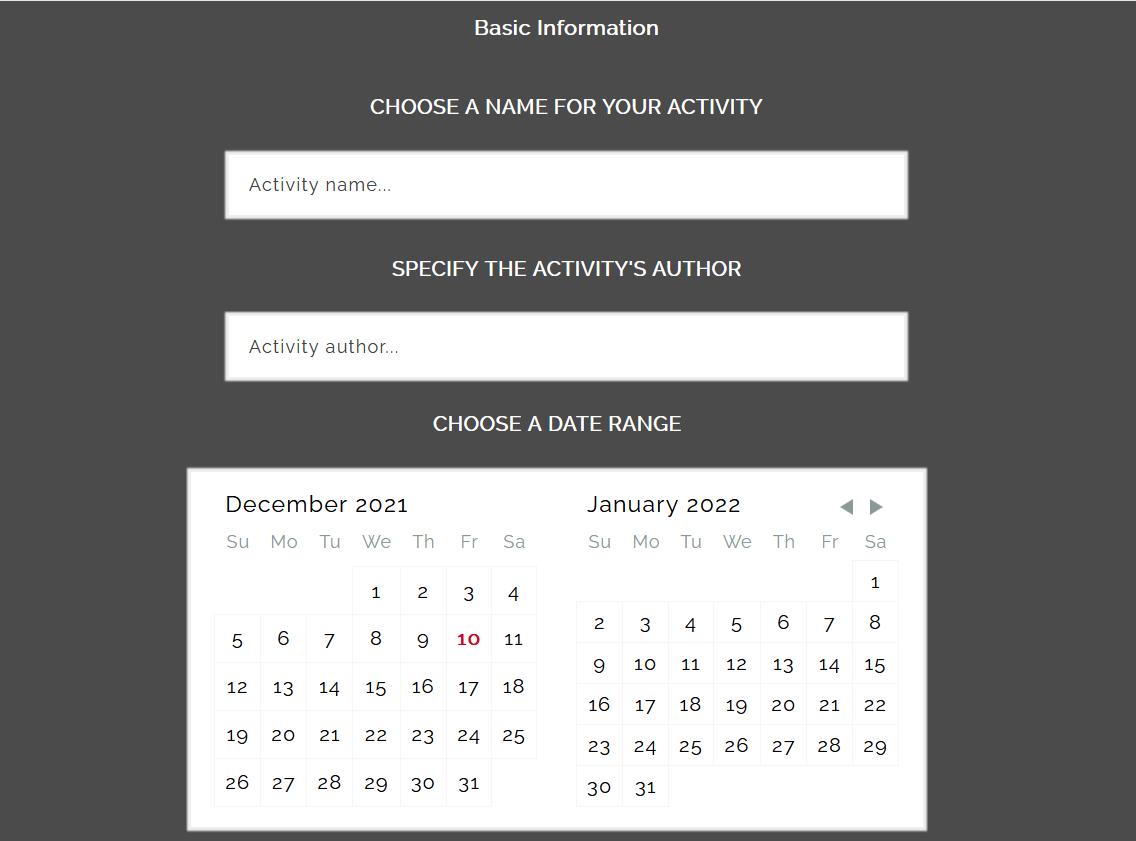 Basic Information
CHOOSE A NAME FOR YOUR ACTIVITY
Activity name...
SPECIFY THE ACTIVITY'S AUTHOR
Activity author...
CHOOSE A DATE RANGE
December 2021
Su Mo Tu We Th Fr Sa
1 2 3 4
5 6 7 8 9 10 11
12 13 14 15 16 17 18
19 20 21 22 23 24 25
26 27 28 29 30 31
January 2022
Su Mo Tu We Th Fr Sa
1
2 3 4 5 6 7 8
9 10 11 12 13 14 15
16 17 18 19 20 21 22
23 24 25 26 27 28 29
30 31